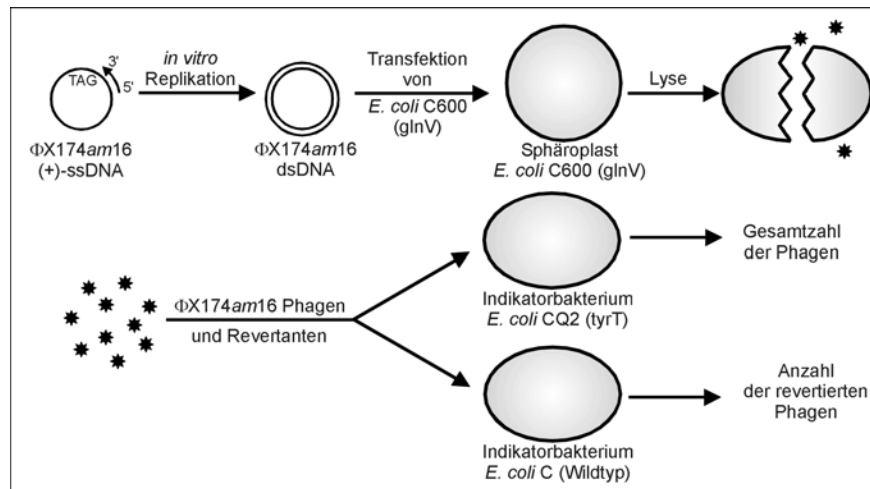 TAG
3'
5'
ΦX174am16
(+)-ssDNA
in vitro
Replikation
ΦX174am16
dsDNA
Transfektion
von
E. coli C600
(glnV)
Sphäroplast
E. coli C600 (glnV)
Lyse
ΦX174am16 Phagen
und Revertanten
Indikatorbakterium
E. coli CQ2 (tyrT)
Gesamtzahl
der Phagen
Indikatorbakterium
E. coli C (Wildtyp)
Anzahl
der revertierten
Phagen